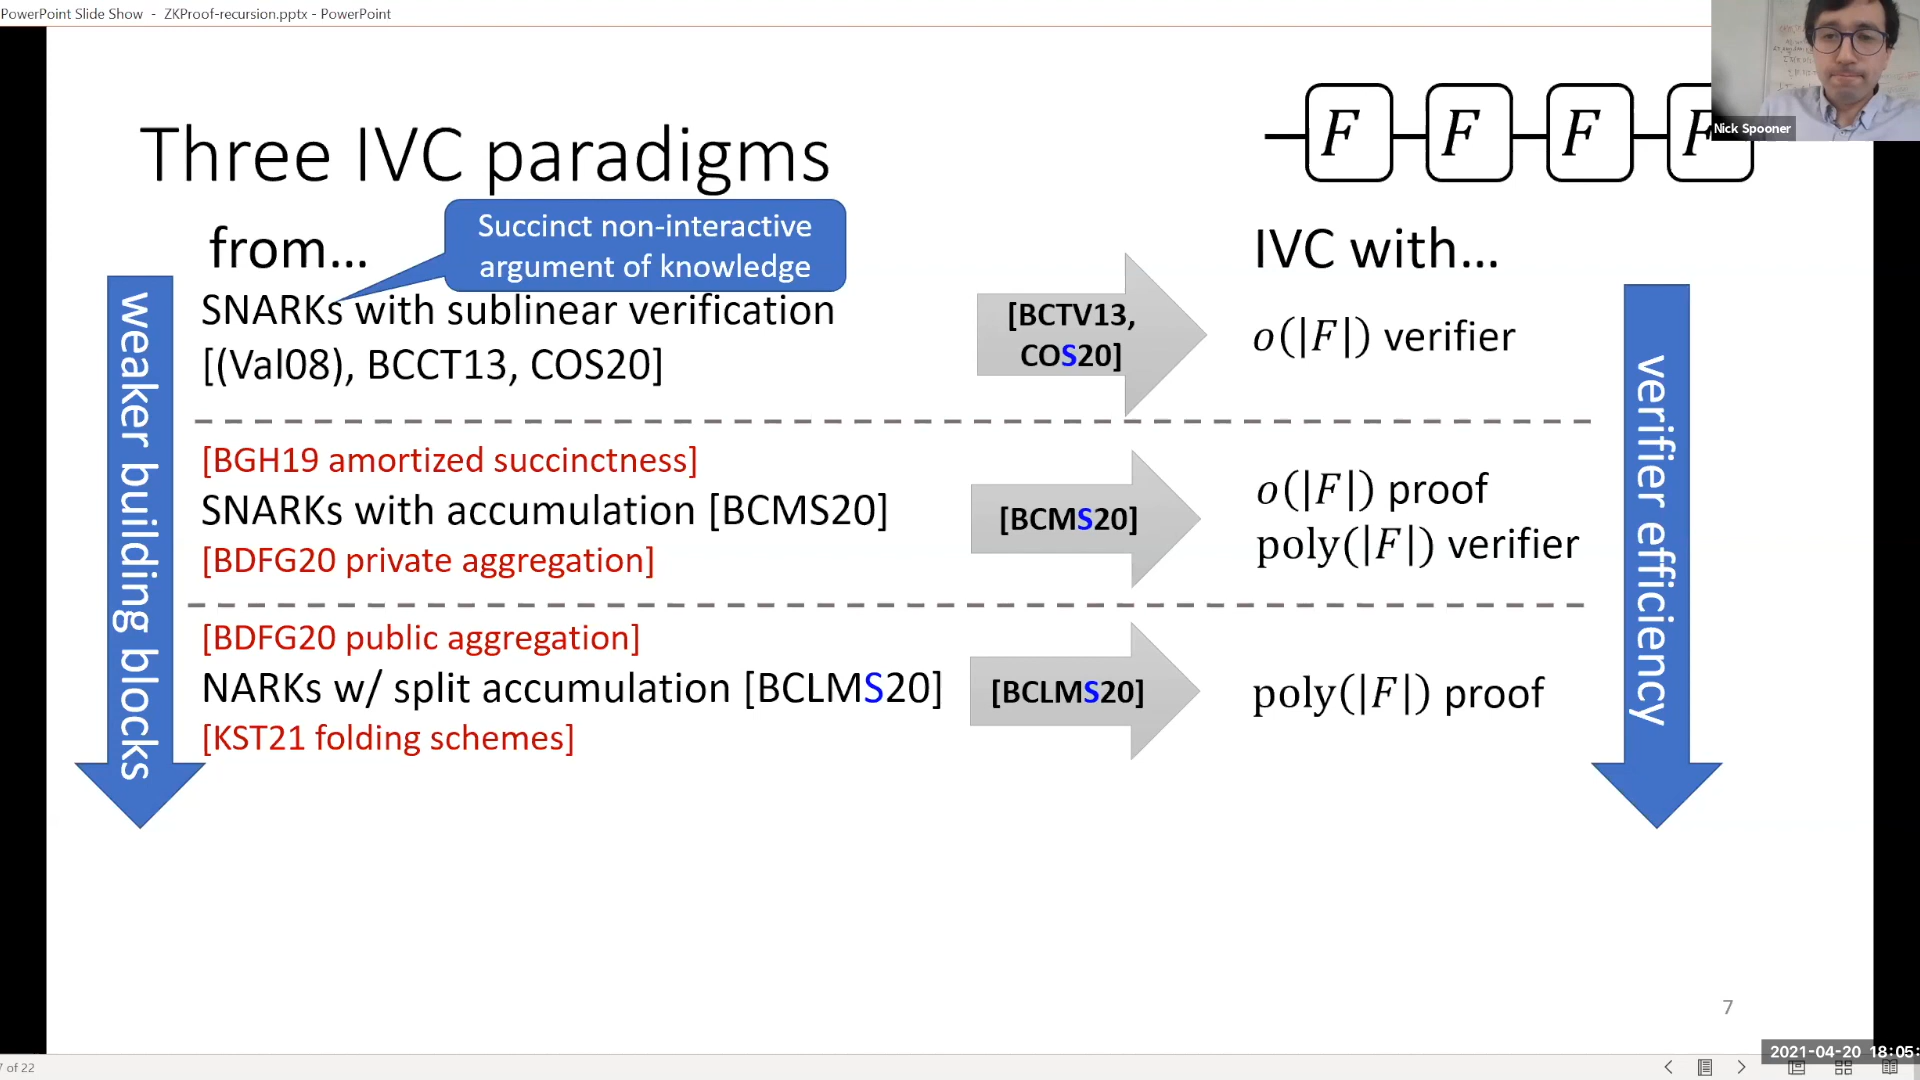 PowerPoint Slide Show - ZKProof-recursion.pptx - PowerPoint
F F F F
Nick Spooner
Three IVC paradigms
from...
Succinct non-interactive
argument of knowledge
IVC with...
weaker building blocks
SNARKs with sublinear verification
[(Val08), BCCT13, COS20]
[BCTV13,
COS20]
o(|F|) verifier
verifier efficiency
[BGH19 amortized succinctness]
SNARKs with accumulation [BCMS20]
[BDFG20 private aggregation]
[BCMS20]
o(|F|) proof
poly(|F|) verifier
[BDFG20 public aggregation]
NARKs w/ split accumulation [BCLMS20]
[KST21 folding schemes]
[BCLMS20]
poly(|F|) proof
7
2021-04-20 18:05:
7 of 22